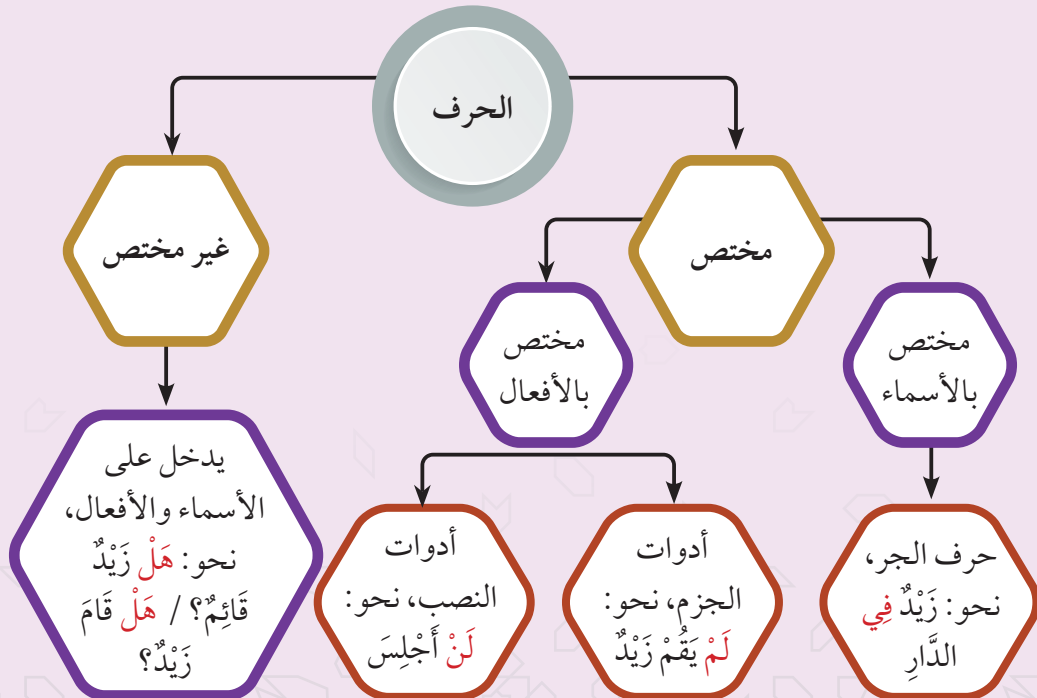 الحرف
مختص
غير مختص
مختص
بالأسماء
مختص
بالأفعال
حرف الجر،
نحو: زَيْدٌ فِي
الدَّارِ
أدوات
الجزم، نحو:
لَمْ يَقُمْ زَيْدٌ
أدوات
النصب، نحو:
لَنْ أَجْلِسَ
يدخل على
الأسماء والأفعال،
نحو: هَلْ زَيْدٌ
قَائِمٌ؟ / هَلْ قَامَ
زَيْدٌ؟